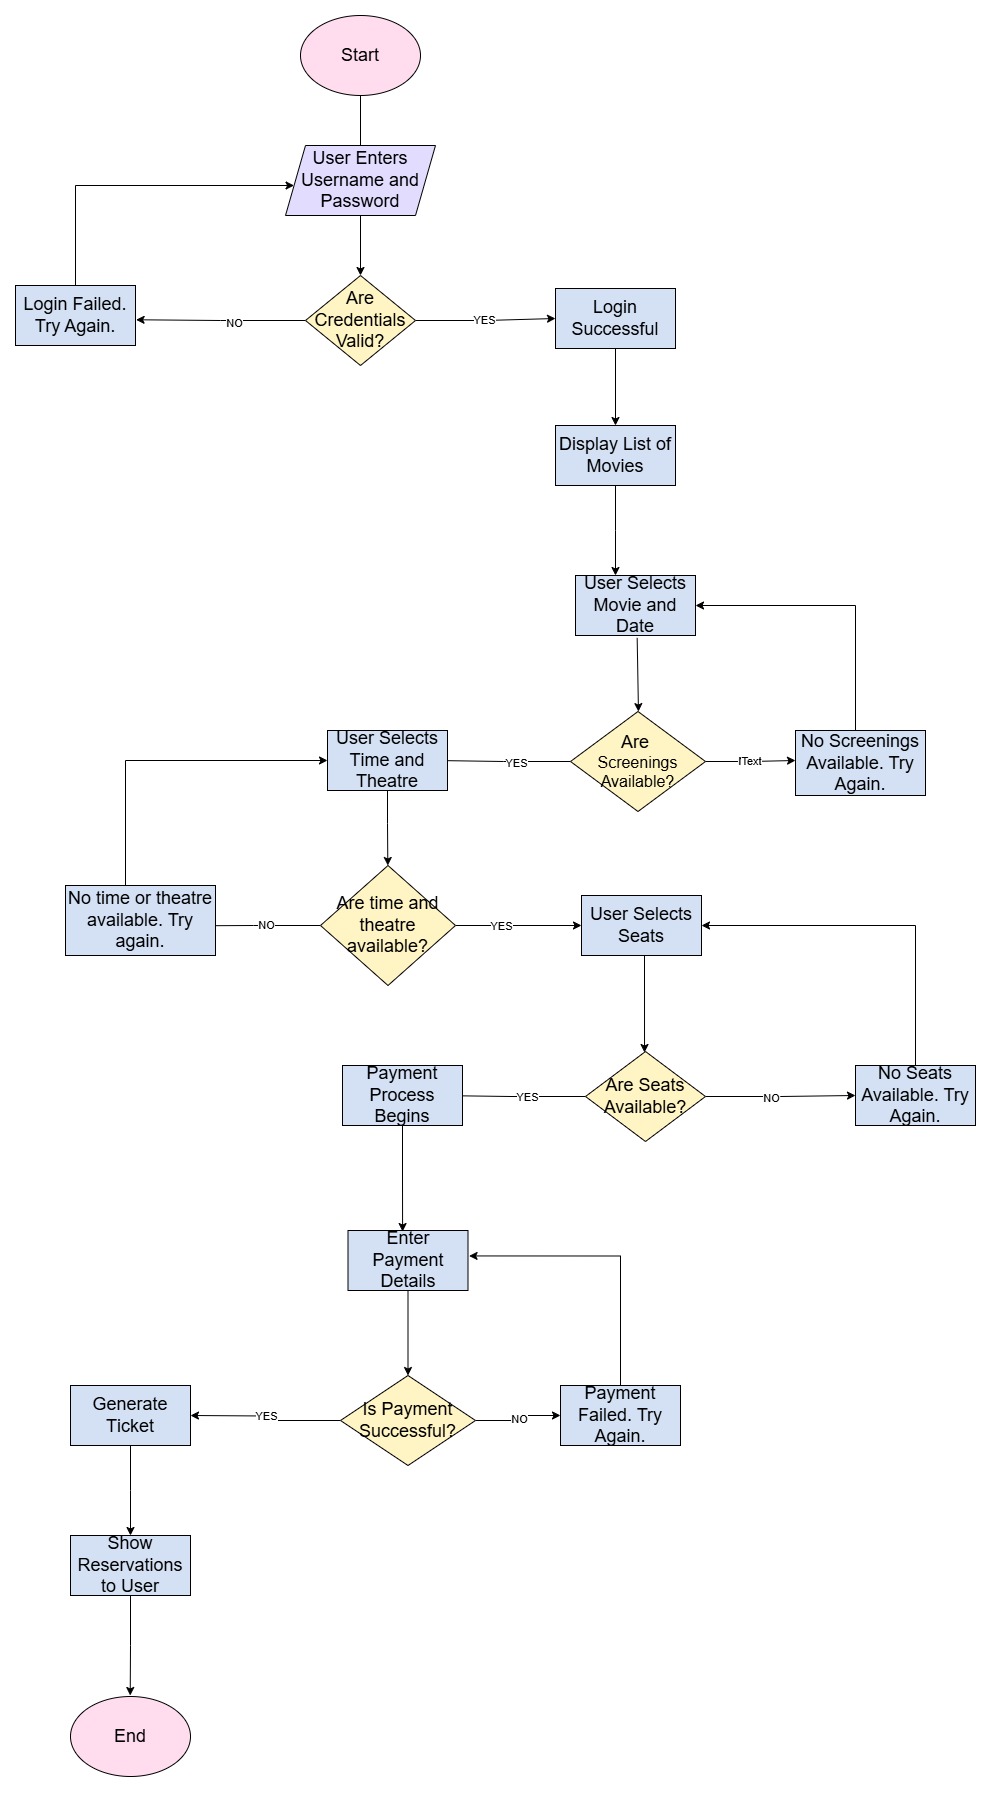 Start
User Enters
Username and
Password
Are
Credentials
Valid?
NO
YES
Login Failed.
Try Again.
Login
Successful
Display List of
Movies
User Selects
Movie and
Date
Are
Screenings
Available?
YES
IText
No Screenings
Available. Try
Again.
User Selects
Time and
Theatre
Are time and
theatre
available?
NO
YES
No time or theatre
available. Try
again.
User Selects
Seats
Are Seats
Available?
YES
NO
No Seats
Available. Try
Again.
Payment
Process
Begins
Enter
Payment
Details
Is Payment
Successful?
YES
NO
Payment
Failed. Try
Again.
Generate
Ticket
Show
Reservations
to User
End